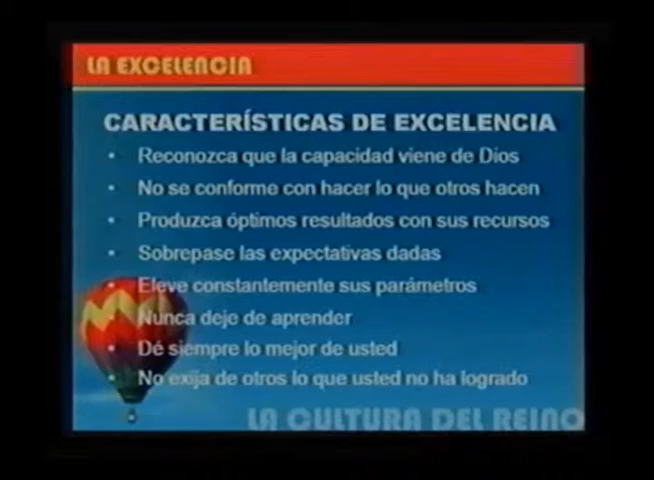 LA EXCELENCIA
CARACTERÍSTICAS DE EXCELENCIA
• Reconozca que la capacidad viene de Dios
• No se conforme con hacer lo que otros hacen
• Produzca óptimos resultados con sus recursos
• Sobrepase las expectativas dadas
• Eleve constantemente sus parámetros
• Nunca deje de aprender
• Dé siempre lo mejor de usted
• No exija de otros lo que usted no ha logrado
LA CULTURA DEL REINO